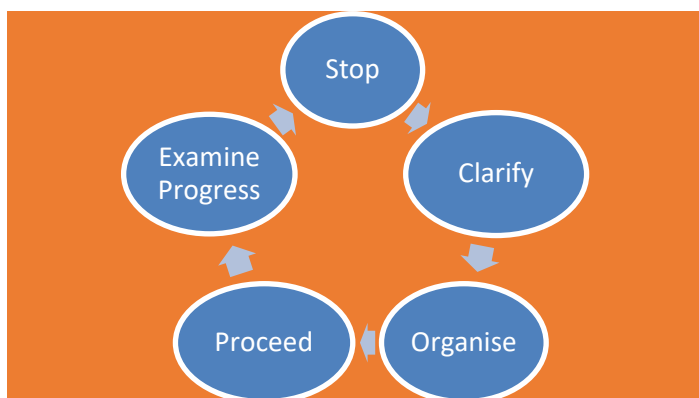 Stop
Clarify
Organise
Proceed
Examine
Progress